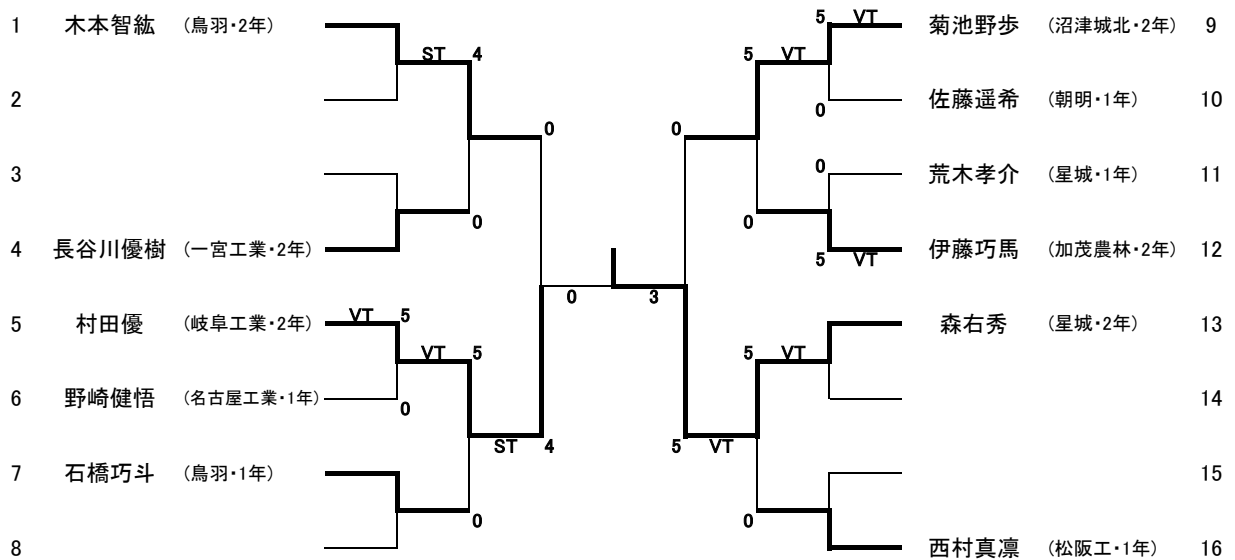 1 木本智紘 (鳥羽・2年)
ST 4
2
0
3
0
4 長谷川優樹 (一宮工業・2年)
5 村田優 (岐阜工業・2年) VT 5
VT 5
6 野崎健悟 (名古屋工業・1年) 0
ST 4
7 石橋巧斗 (鳥羽・1年)
0
8
0 3
5 VT 菊池野歩 (沼津城北・2年) 9
5 VT
0 佐藤遥希 (朝明・1年) 10
0
0 荒木孝介 (星城・1年) 11
0
5 VT 伊藤巧馬 (加茂農林・2年) 12
森右秀 (星城・2年) 13
5 VT
14
5 VT
15
0
西村真凛 (松阪工・1年) 16